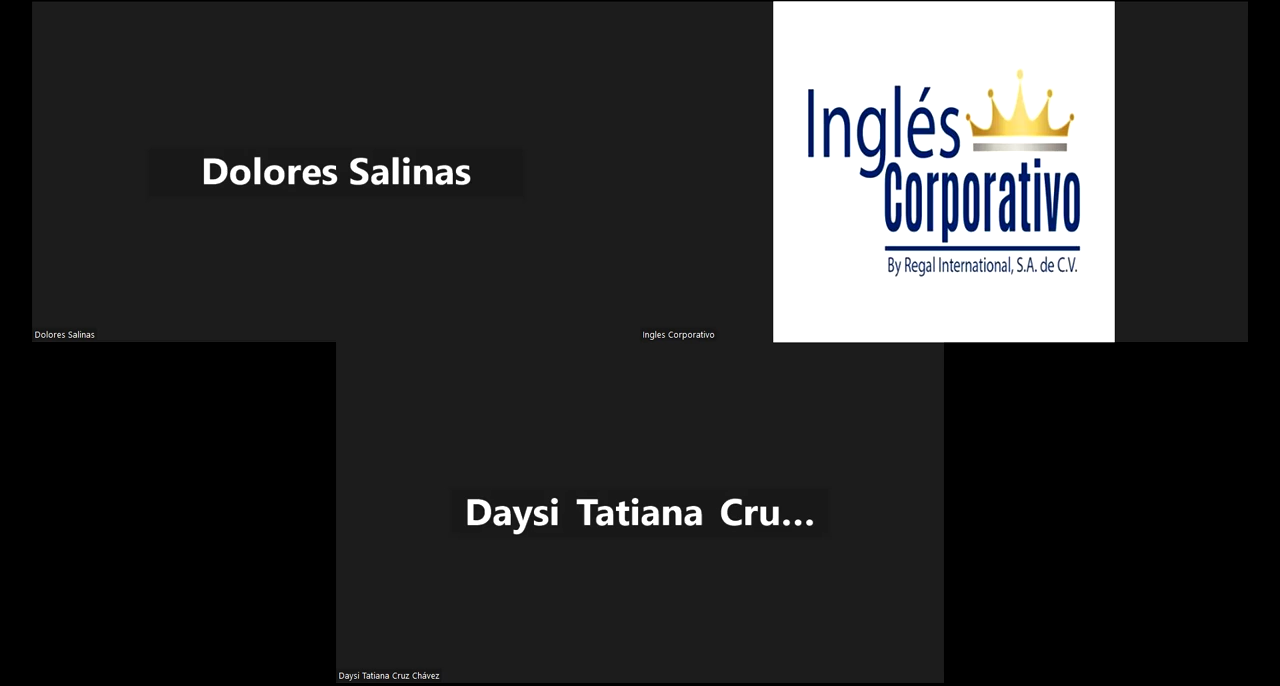 Dolores Salinas
Dolores Salinas
Inglés
Corporativo
By Regal International, S.A. de C.V.
Ingles Corporativo
Daysi Tatiana Cru...
Daysi Tatiana Cruz Chávez